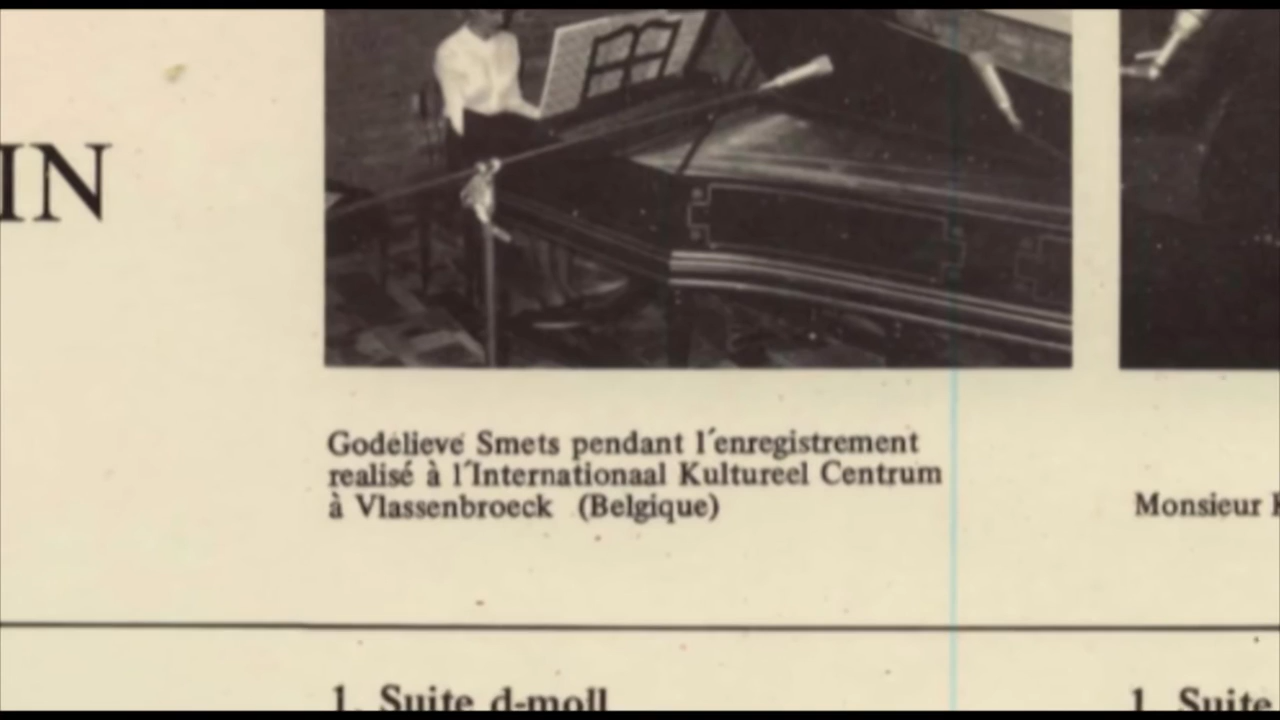 IN
Godelieve Smets pendant l´enregistrement
realisé à l´Internationaal Kultureel Centrum
à Vlassenbroeck (Belgique)
Monsieur
1. Suite d-moll
1. Suite